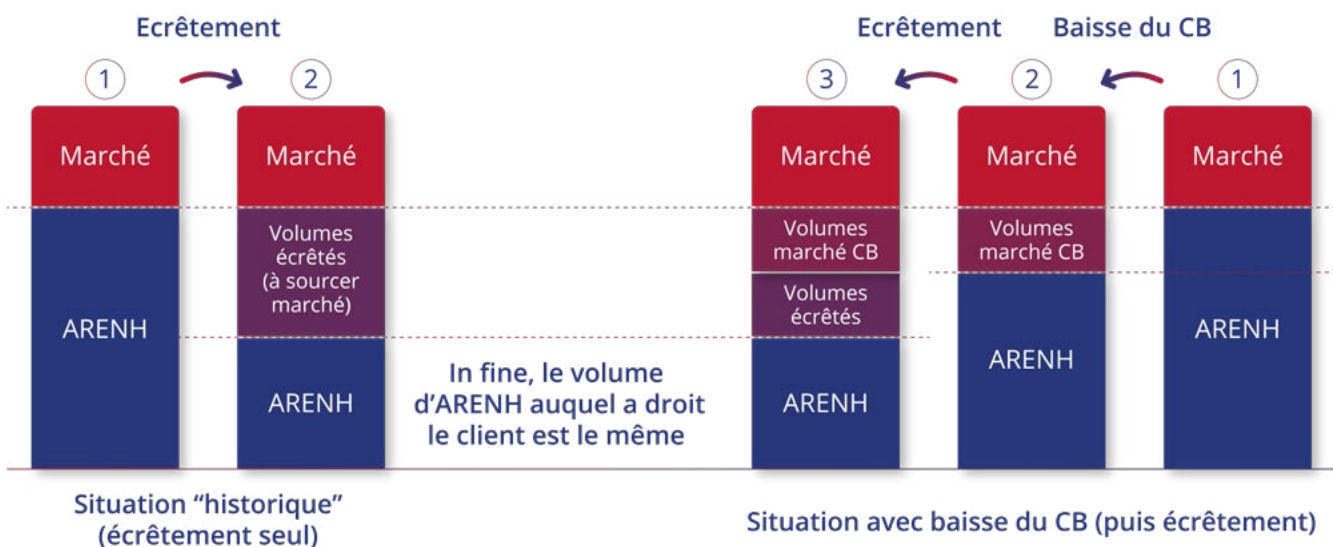 Ecrêtement
1
2
Marché
Marché
Volumes
écrêtés
(à sourcer
marché)
ARENH
ARENH
Situation “historique”
(écrêtement seul)
In fine, le volume
d’ARENH auquel a droit
le client est le même
Ecrêtement
Baisse du CB
3
2
1
Marché
Marché
Marché
Volumes
marché CB
Volumes
marché CB
Volumes
écrêtés
ARENH
ARENH
ARENH
Situation avec baisse du CB (puis écrêtement)